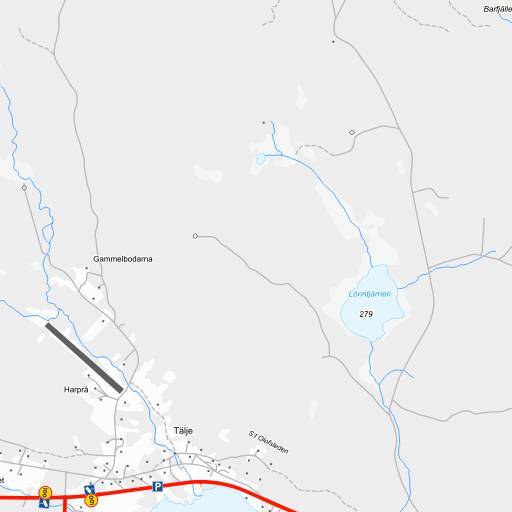 Barfjälle
Gammelbodarna
Lönntjärnen
279
Harprå
Tälje
S:t Olofsleden
et
P